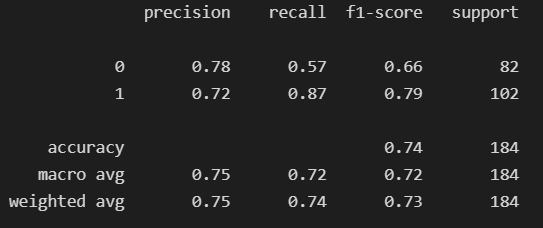 precision recall f1-score support
0 0.78 0.57 0.66 82
1 0.72 0.87 0.79 102
accuracy 0.74 184
macro avg 0.75 0.72 0.72 184
weighted avg 0.75 0.74 0.73 184